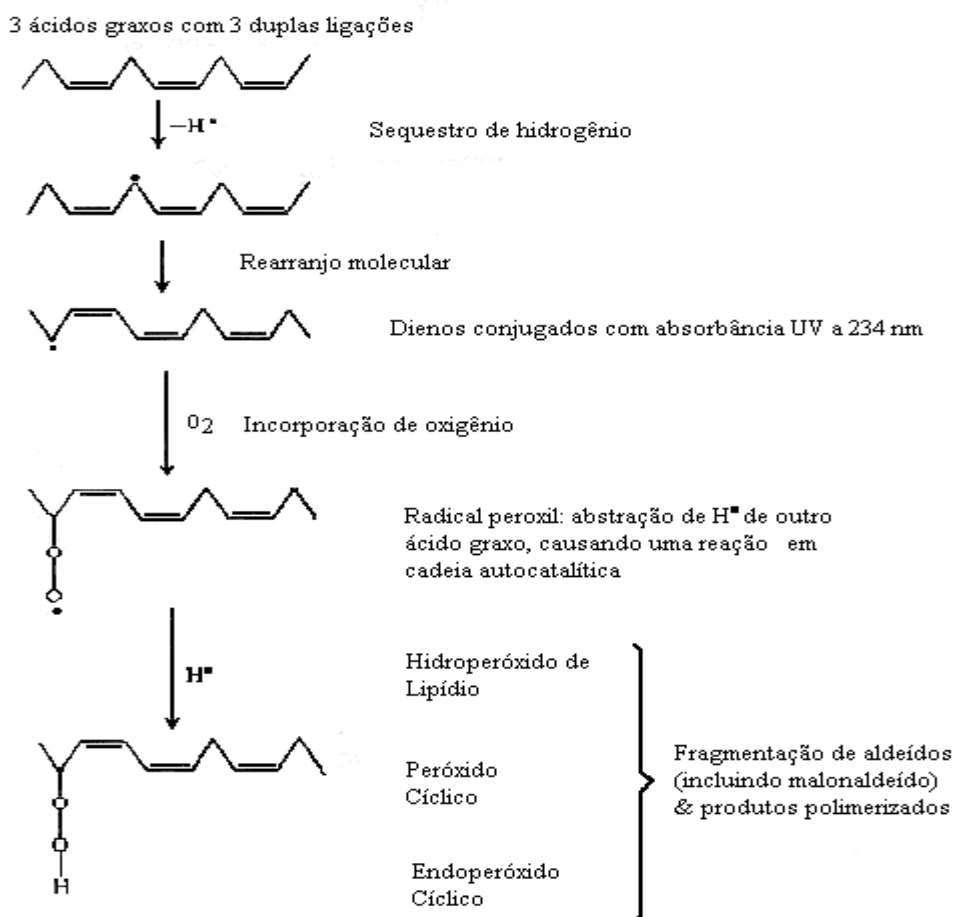 3 ácidos graxos com 3 duplas ligações
–H•
Sequestro de hidrogênio
Rearranjo molecular
Dienos conjugados com absorbância UV a 234 nm
O2 Incorporação de oxigênio
O
O
Radical peroxil: abstração de H• de outro
ácido graxo, causando uma reação em
cadeia autocatalítica
H•
Hidroperóxido de
Lipídio
Peróxido
Cíclico
Endoperóxido
Cíclico
Fragmentação de aldeídos
(incluindo malonaldeído)
& produtos polimerizados
O
O
H